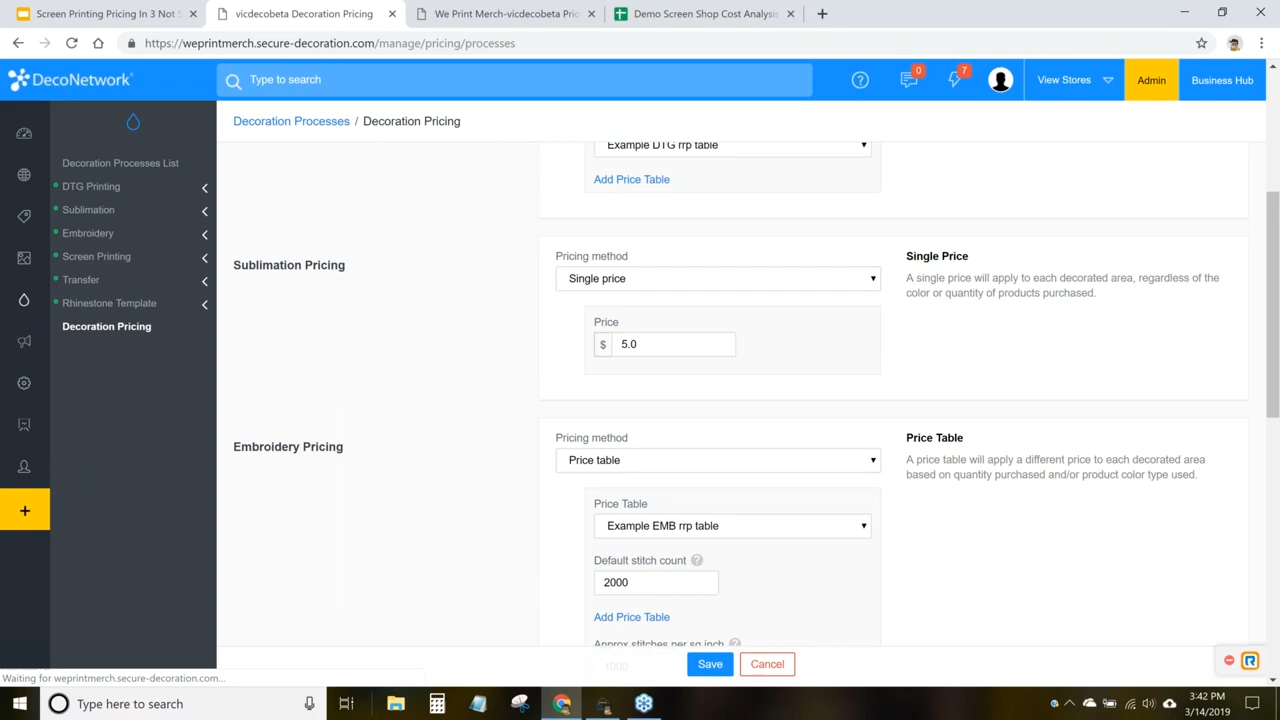 Screen Printing Pricing In 3 Not S
vicdecobeta Decoration Pricing
We Print Merch-vicdecobeta Pric
Demo Screen Shop Cost Analysis
https://weprintmerch.secure-decoration.com/manage/pricing/processes
DecoNetwork
Type to search
0
7
View Stores
Admin
Business Hub
Decoration Processes / Decoration Pricing
Decoration Processes List
DTG Printing
Sublimation
Embroidery
Screen Printing
Transfer
Rhinestone Template
Decoration Pricing
Example DTG rrp table
Add Price Table
Sublimation Pricing
Pricing method
Single price
Price
$ 5.0
Single Price
A single price will apply to each decorated area, regardless of the
color or quantity of products purchased.
Embroidery Pricing
Pricing method
Price table
Price Table
Example EMB rrp table
Default stitch count
2000
Add Price Table
Approx stitches per sq inch
1000
Price Table
A price table will apply a different price to each decorated area
based on quantity purchased and/or product color type used.
Save
Cancel
Waiting for weprintmerch.secure-decoration.com...
Type here to search
3:42 PM
3/14/2019